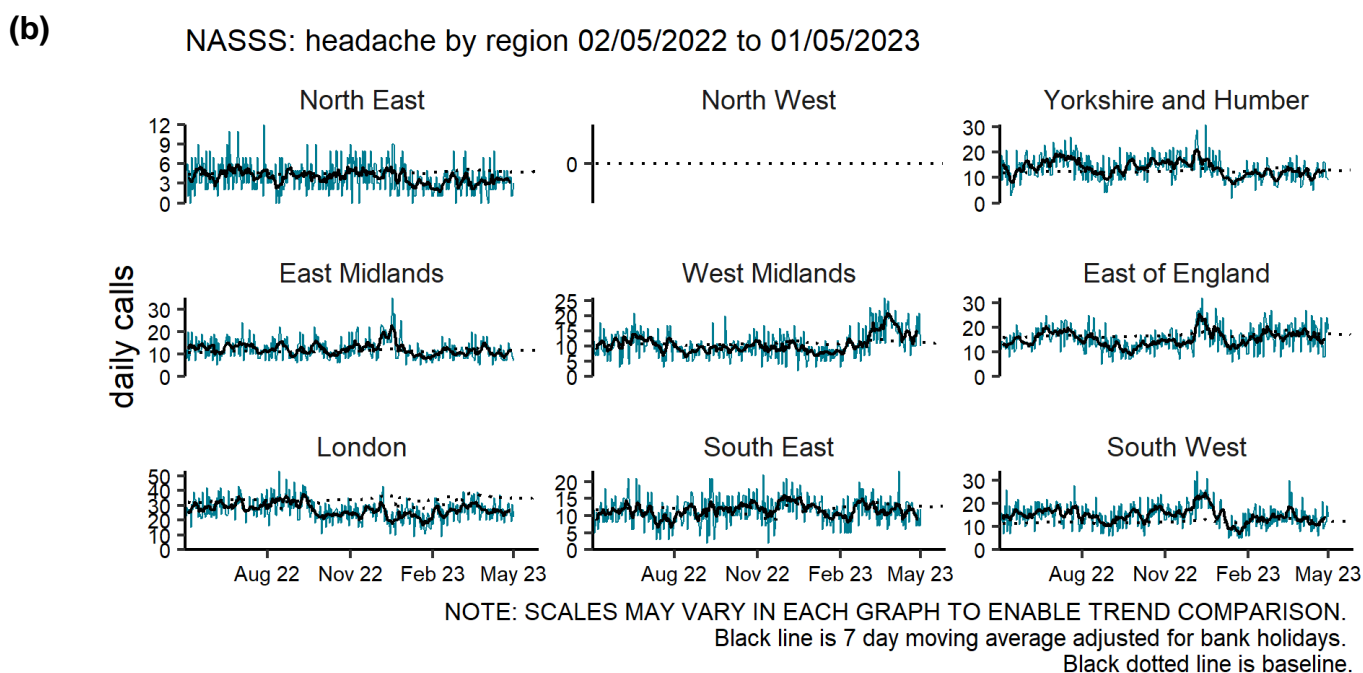 (b)
NASSS: headache by region 02/05/2022 to 01/05/2023
North East
North West
Yorkshire and Humber
12
9
6
3
0
0
30
20
10
0
East Midlands
West Midlands
East of England
daily calls
30
20
10
0
25
20
15
10
5
0
30
20
10
0
London
South East
South West
50
40
30
20
10
0
20
15
10
5
0
30
20
10
0
Aug 22 Nov 22 Feb 23 May 23
Aug 22 Nov 22 Feb 23 May 23
Aug 22 Nov 22 Feb 23 May 23
NOTE: SCALES MAY VARY IN EACH GRAPH TO ENABLE TREND COMPARISON.
Black line is 7 day moving average adjusted for bank holidays.
Black dotted line is baseline.